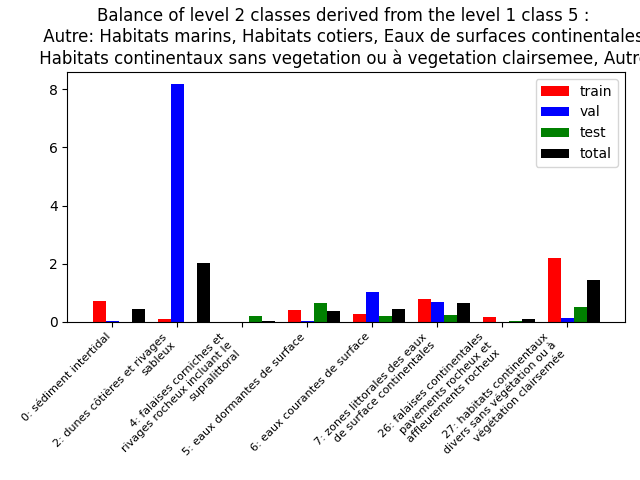 Balance of level 2 classes derived from the level 1 class 5 :
Autre: Habitats marins, Habitats cotiers, Eaux de surfaces continentales
Habitats continentaux sans vegetation ou à vegetation clairsemee, Autre
train
val
test
total
8
6
4
2
0
0: sédiment intertidal
2: dunes côtières et rivages
sableux
4: falaises corniches et
rivages rocheux incluant le
supralittoral
5: eaux dormantes de surface
6: eaux courantes de surface
7: zones littorales des eaux
de surface continentales
26: falaises continentales
pavements rocheux et
affleurements rocheux
27: habitats continentaux
divers sans végétation ou à
végétation clairsemée